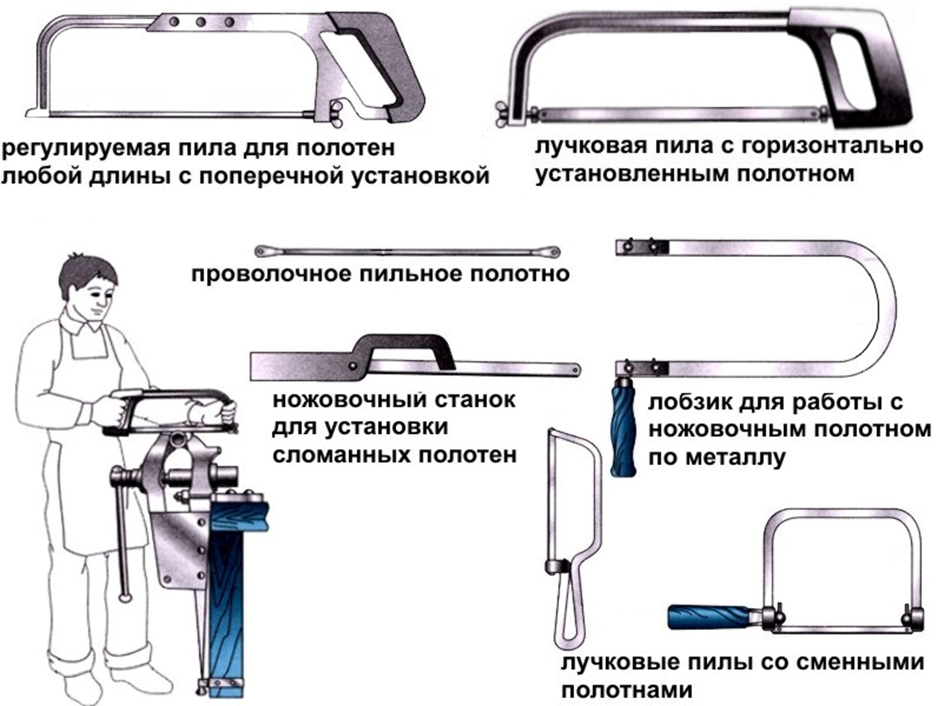 регулируемая пила для полотен
любой длины с поперечной установкой
лучковая пила с горизонтально
установленным полотном
проволочное пильное полотно
ножовочный станок
для установки
сломанных полотен
лобзик для работы с
ножовочным полотном
по металлу
лучковые пилы со сменными
полотнами